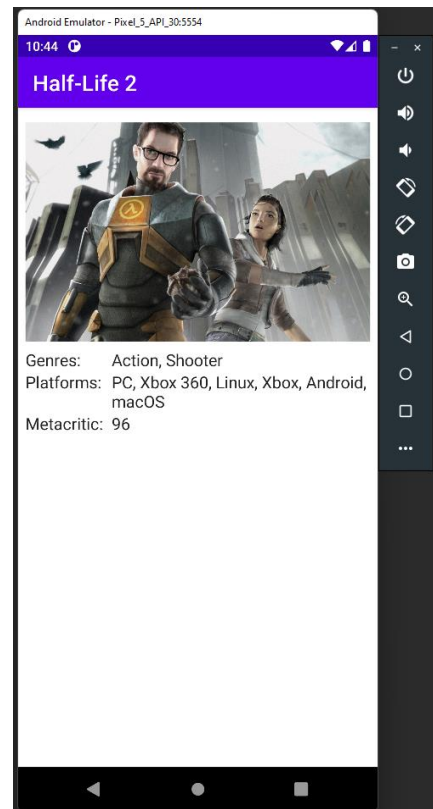 Android Emulator - Pixel_5_API_30:5554
10:44
Half-Life 2
Genres: Action, Shooter
Platforms: PC, Xbox 360, Linux, Xbox, Android,
macOS
Metacritic: 96